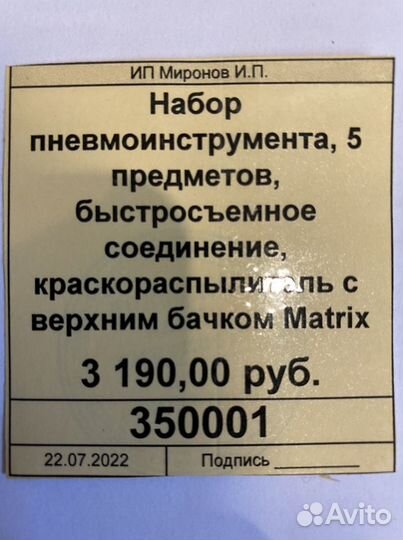 ИП Миронов И.П.
Набор
пневмоинструмента, 5
предметов,
быстросъемное
соединение,
краскораспылитель с
верхним бачком Matrix
3 190,00 руб.
350001
22.07.2022 Подпись ________
Avito